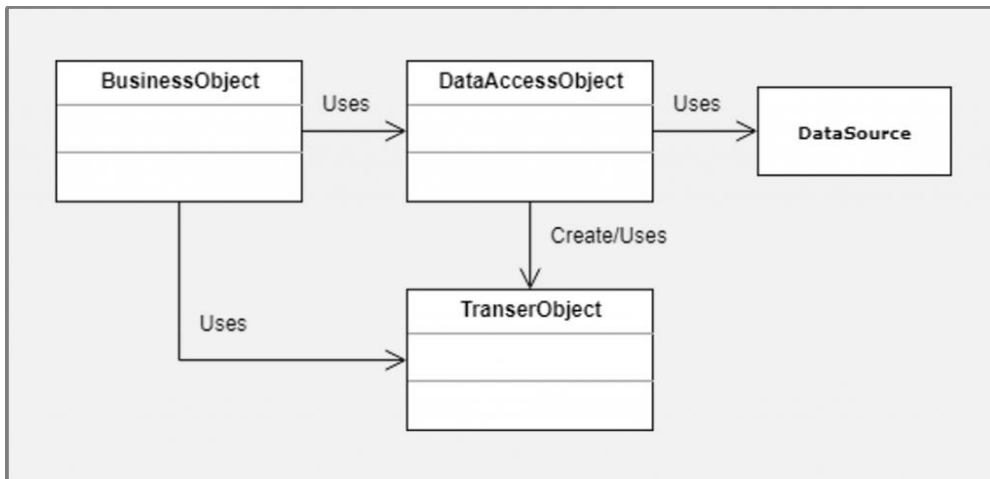 BusinessObject
Uses
DataAccessObject
Uses
DataSource
Create/Uses
Uses
TranserObject